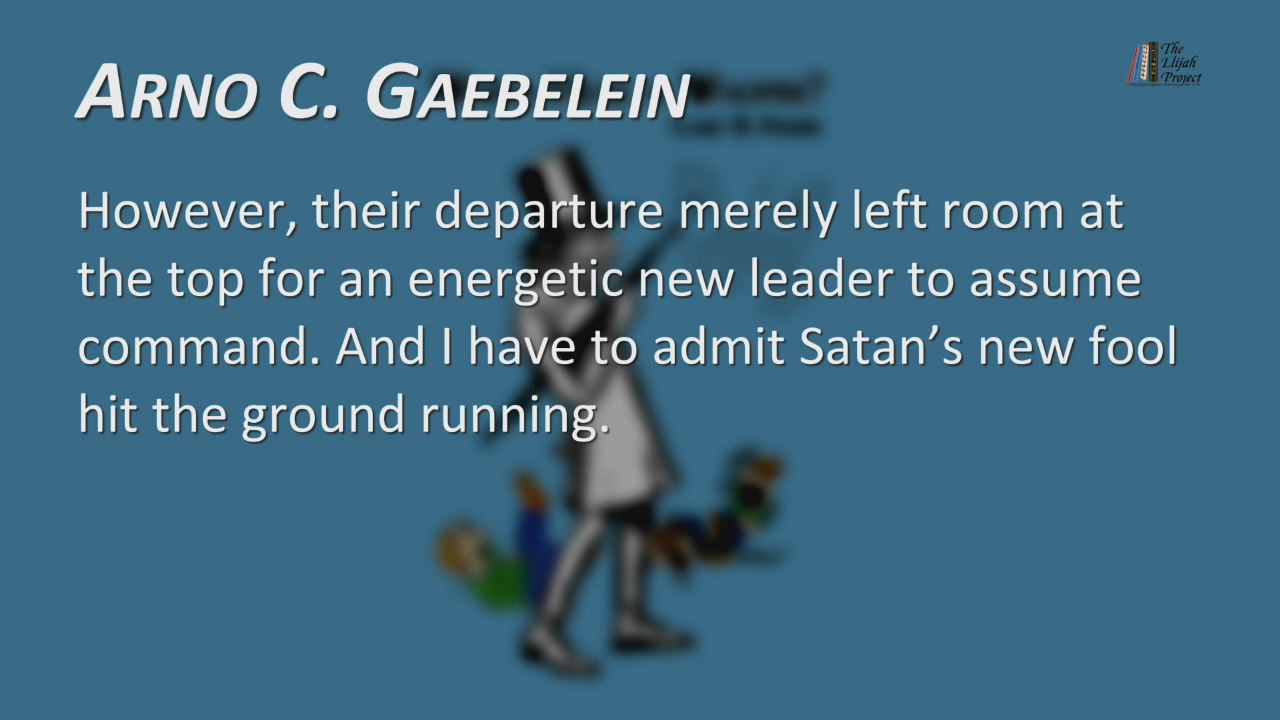 ARNO C. GAEBELEIN
The
Llijah
Project
However, their departure merely left room at
the top for an energetic new leader to assume
command. And I have to admit Satan’s new fool
hit the ground running.